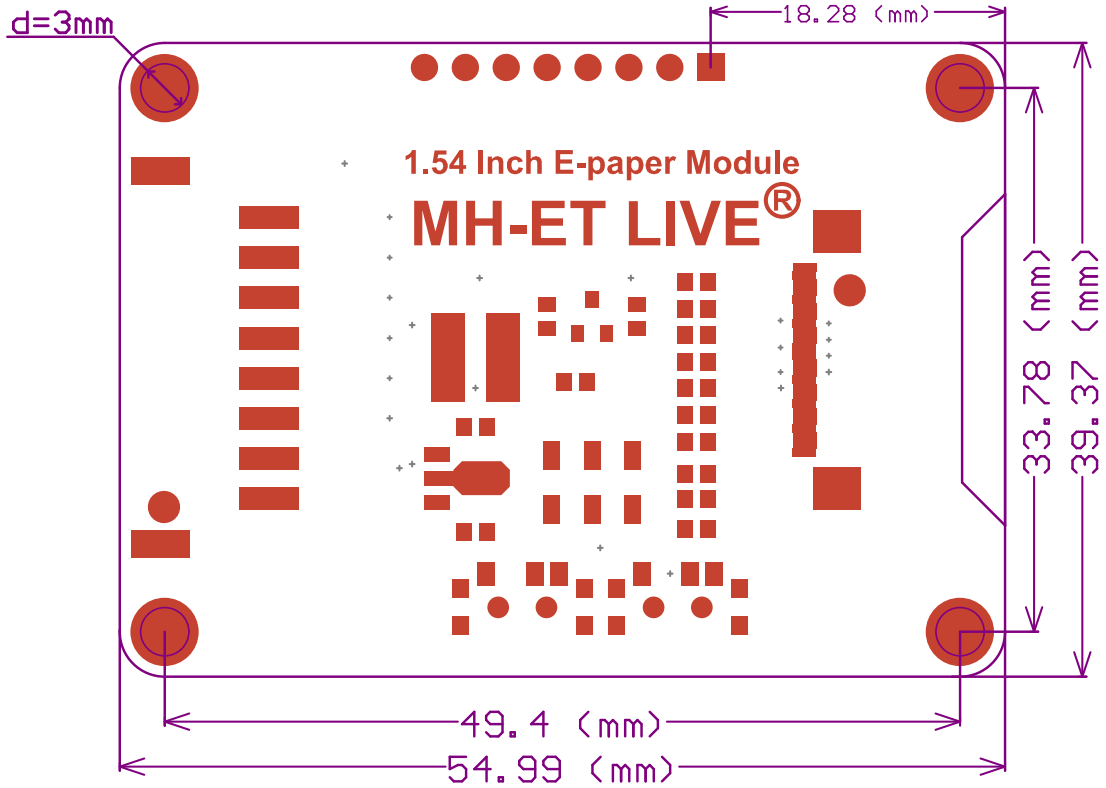 d=3mm
18.28 (mm)
1.54 Inch E-paper Module
MH-ET LIVE®
33.78 (mm)
39.37 (mm)
49.4 (mm)
54.99 (mm)